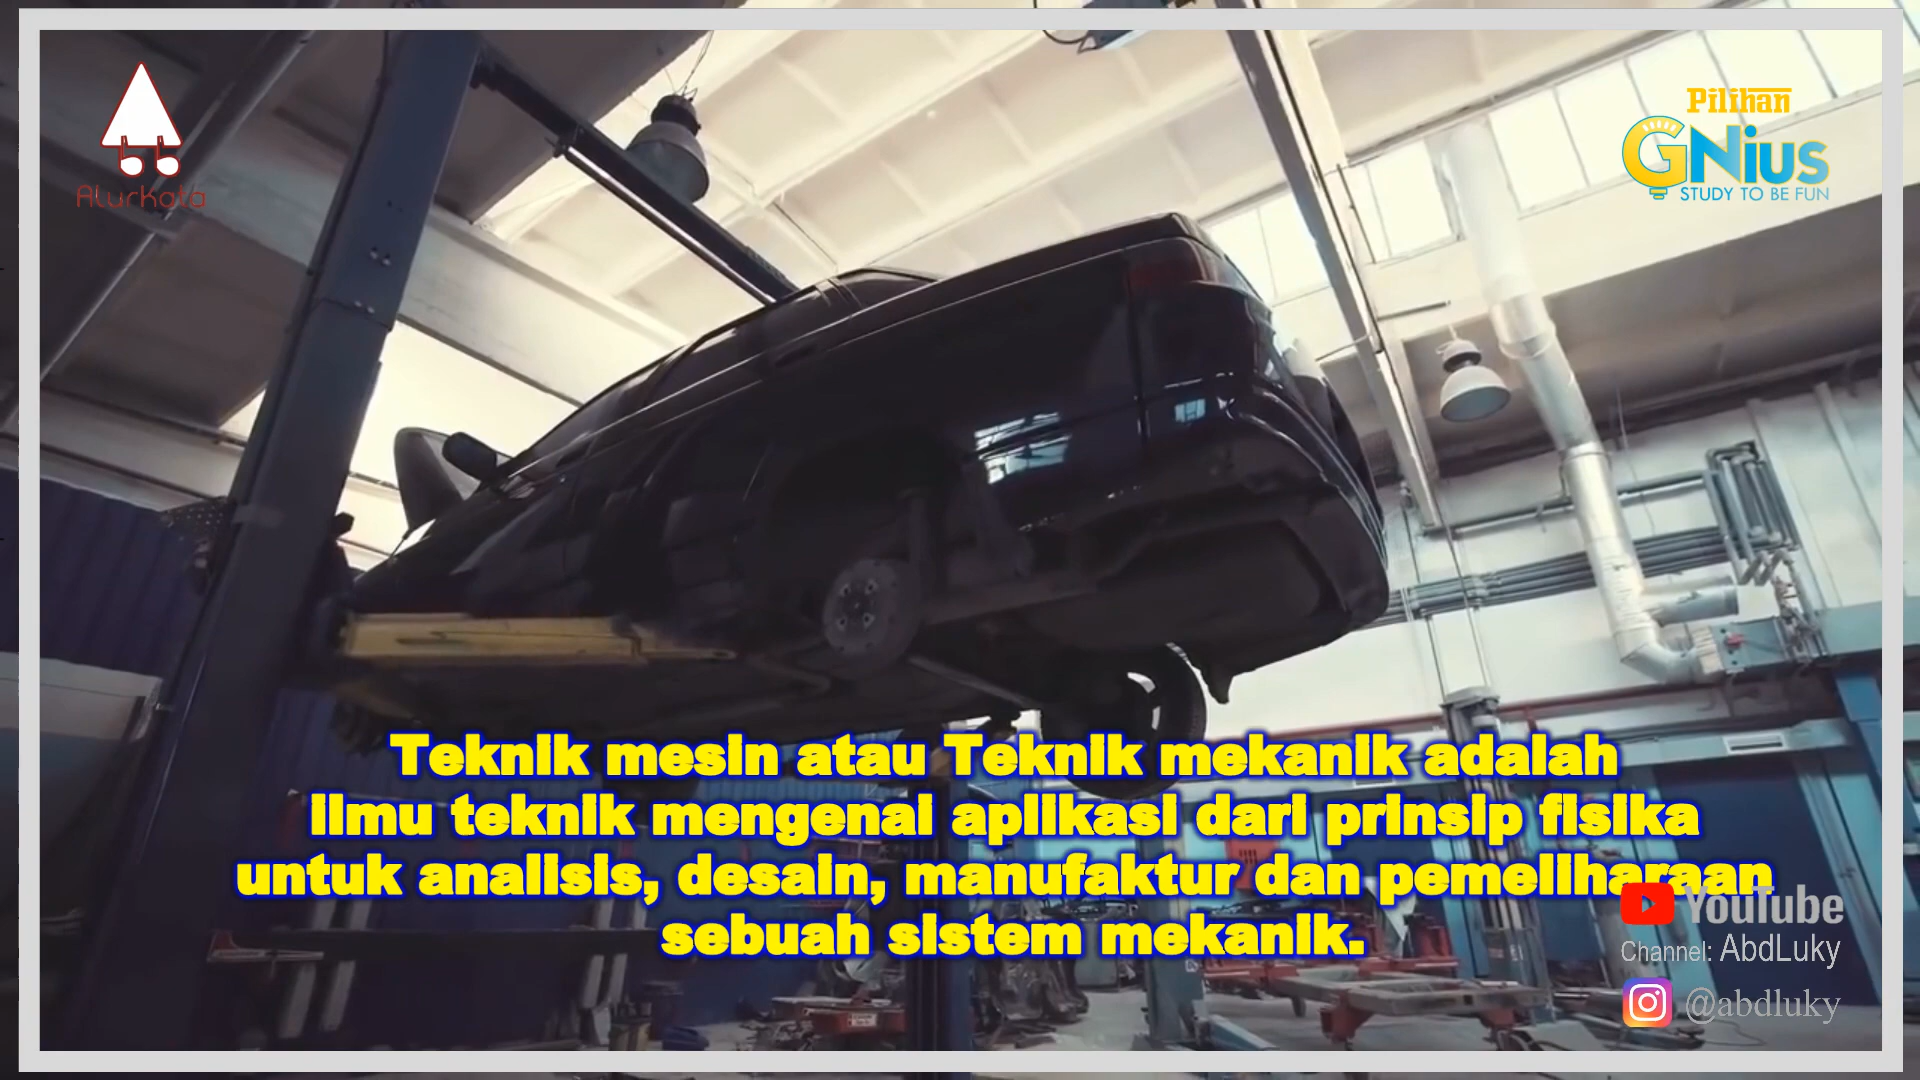 Alurkata
Pilihan
GNius
STUDY TO BE FUN
Teknik mesin atau Teknik mekanik adalah
ilmu teknik mengenai aplikasi dari prinsip fisika
untuk analisis, desain, manufaktur dan pemeliharaan
sebuah sistem mekanik.
YouTube
Channel: AbdLuky
@abdluky